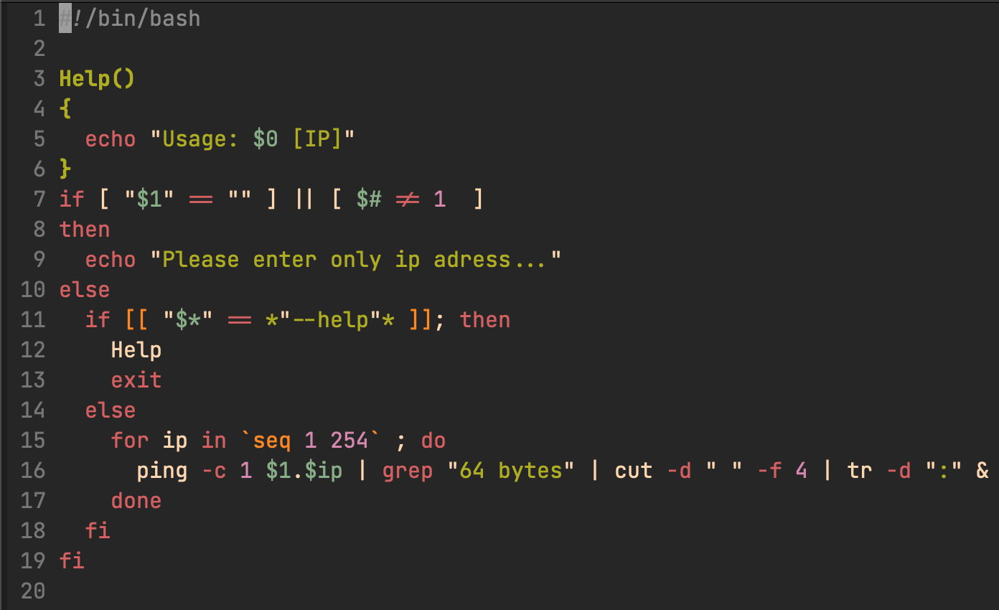 1 #!/bin/bash
2
3 Help()
4 {
5   echo "Usage: $0 [IP]"
6 }
7 if [ "$1" == "" ] || [ $# != 1  ]
8 then
9   echo "Please enter only ip adress..."
10 else
11   if [[ "$*" == *"--help"* ]]; then
12     Help
13     exit
14   else
15     for ip in `seq 1 254` ; do
16       ping -c 1 $1.$ip | grep "64 bytes" | cut -d " " -f 4 | tr -d ":" &
17     done
18   fi
19 fi
20